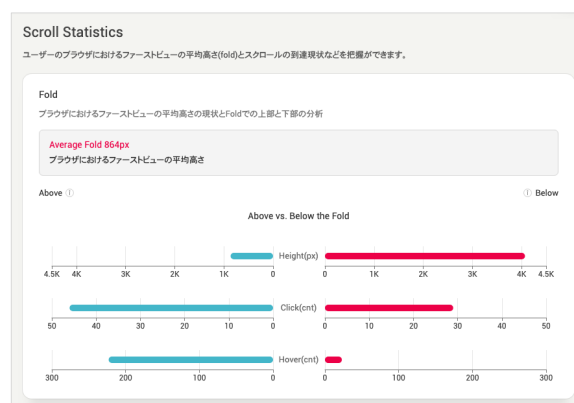 Scroll Statistics
ユーザーのブラウザにおけるファーストビューの平均高さ(fold)とスクロールの到達現状などを把握ができます。
Fold
ブラウザにおけるファーストビューの平均高さの現状とFoldでの上部と下部の分析
Average Fold 864px
ブラウザにおけるファーストビューの平均高さ
Above ⓘ ⓘ Below
Above vs. Below the Fold
Height(px)
4.5K 4K 3K 2K 1K 0 0 1K 2K 3K 4K 4.5K
Click(cnt)
50 40 30 20 10 0 0 10 20 30 40 50
Hover(cnt)
300 200 100 0 0 100 200 300